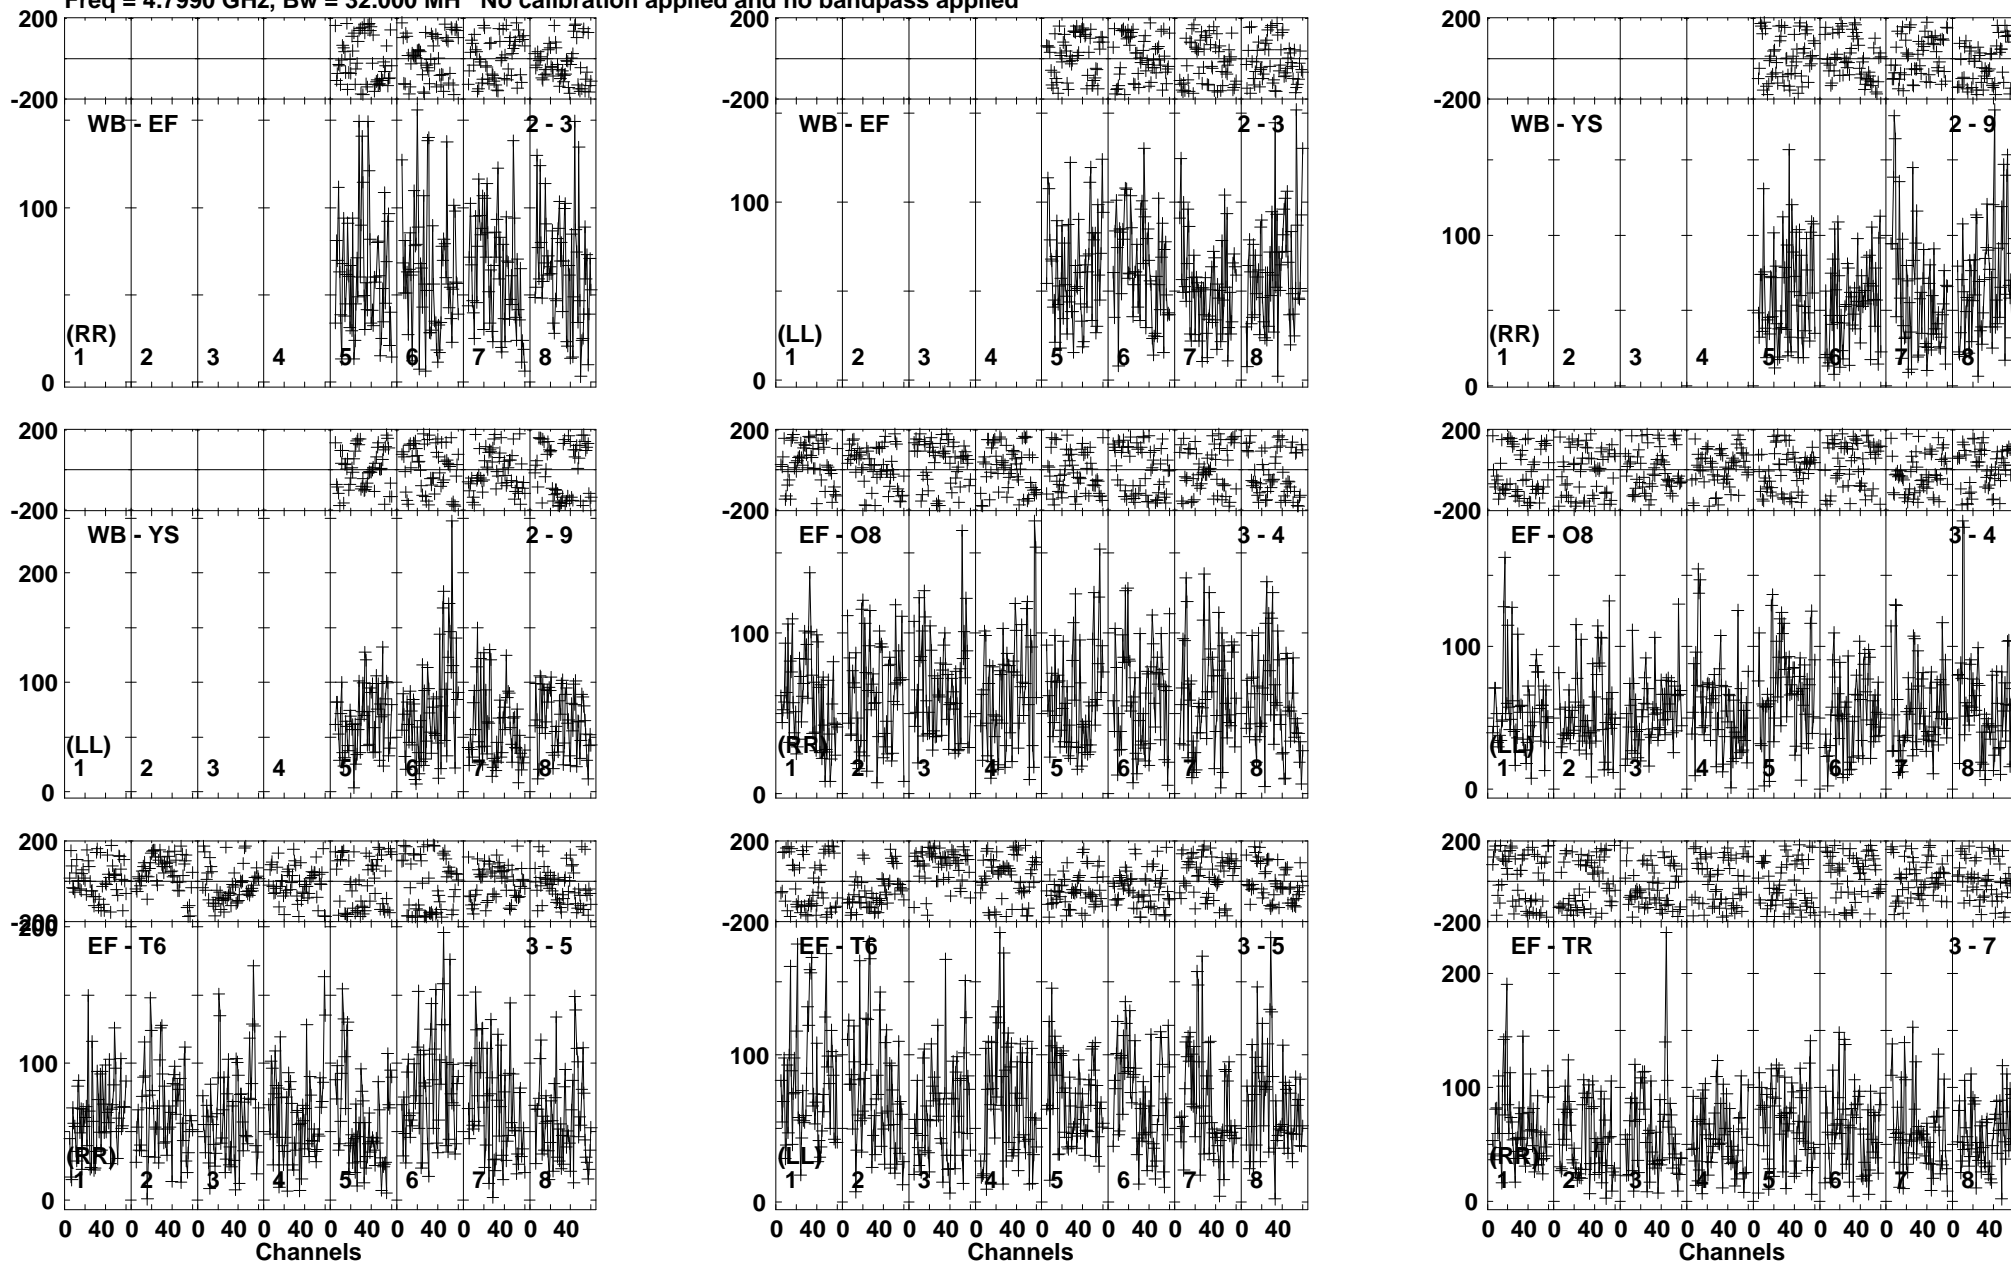 Freq = 4.7990 GHz, Bw = 32.000 MH No calibration applied and no bandpass applied
200 200 200
-200 -200 -200
WB - EF 2 - 3 WB - EF 2 - 3 WB - YS 2 - 9
100 100 100
(RR) (LL) (RR)
1 2 3 4 5 6 7 8 1 2 3 4 5 6 7 8 1 2 3 4 5 6 7 8
0 0 0
200 200 200
-200 -200 -200
WB - YS 2 - 9 EF - O8 3 - 4 EF - O8 3 - 4
200
100 100 100
(LL) (RR) (LL)
1 2 3 4 5 6 7 8 1 2 3 4 5 6 7 8 1 2 3 4 5 6 7 8
0 0 0
200 200 200
-200 -200 -200
200
EF - T6 3 - 5 EF - T6 3 - 5 EF - TR 3 - 7
200
100 100 100
(RR) (LL) (RR)
1 2 3 4 5 6 7 8 1 2 3 4 5 6 7 8 1 2 3 4 5 6 7 8
0 0 0
0 40 0 40 0 40 0 40 0 40 0 40 0 40 0 40 0 40 0 40 0 40 0 40 0 40 0 40 0 40 0 40 0 40 0 40 0 40 0 40 0 40 0 40 0 40 0 40
Channels Channels Channels